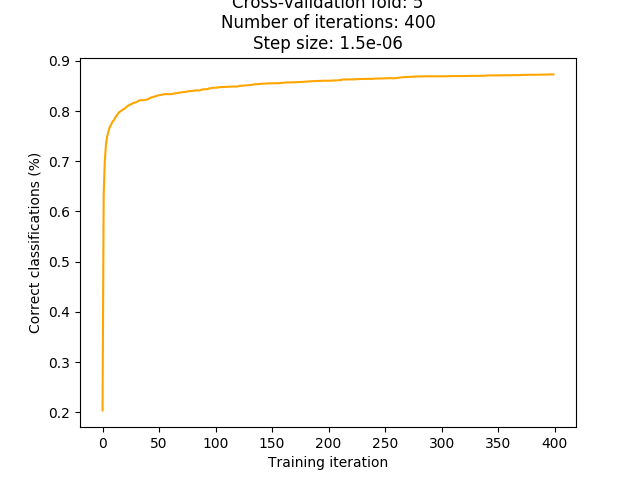 Cross-validation fold: 5
Number of iterations: 400
Step size: 1.5e-06
0.9
0.8
0.7
0.6
0.5
0.4
0.3
0.2
Correct classifications (%)
0 50 100 150 200 250 300 350 400
Training iteration